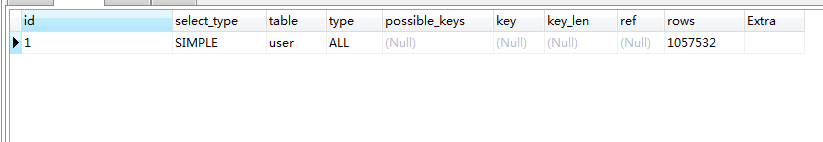 id select_type table type possible_keys key key_len ref rows Extra
1 SIMPLE user ALL (Null) (Null) (Null) (Null) 1057532